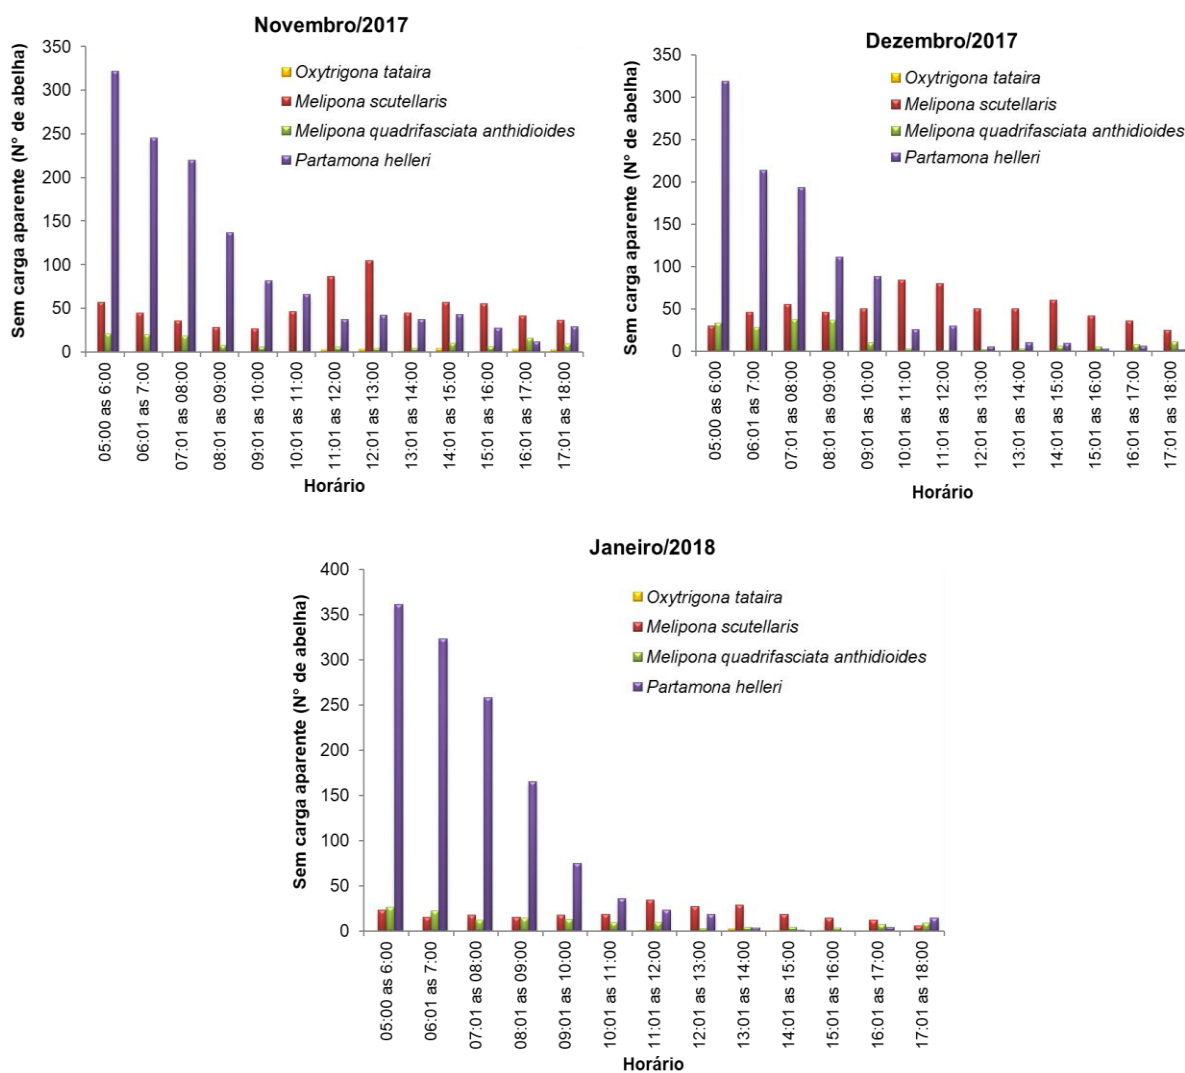 Novembro/2017
Sem carga aparente (N° de abelha)
350
300
250
200
150
100
50
0
Oxytrigona tataira
Melipona scutellaris
Melipona quadrifasciata anthidioides
Partamona helleri
05:00 as 6:00
06:01 as 7:00
07:01 as 08:00
08:01 as 09:00
09:01 as 10:00
10:01 as 11:00
11:01 as 12:00
12:01 as 13:00
13:01 as 14:00
14:01 as 15:00
15:01 as 16:00
16:01 as 17:00
17:01 as 18:00
Horário
Dezembro/2017
Sem carga aparente (N° de abelha)
350
300
250
200
150
100
50
0
Oxytrigona tataira
Melipona scutellaris
Melipona quadrifasciata anthidioides
Partamona helleri
05:00 as 6:00
06:01 as 7:00
07:01 as 08:00
08:01 as 09:00
09:01 as 10:00
10:01 as 11:00
11:01 as 12:00
12:01 as 13:00
13:01 as 14:00
14:01 as 15:00
15:01 as 16:00
16:01 as 17:00
17:01 as 18:00
Horário
Janeiro/2018
Sem carga aparente (N° de abelha)
400
350
300
250
200
150
100
50
0
Oxytrigona tataira
Melipona scutellaris
Melipona quadrifasciata anthidioides
Partamona helleri
05:00 as 6:00
06:01 as 7:00
07:01 as 08:00
08:01 as 09:00
09:01 as 10:00
10:01 as 11:00
11:01 as 12:00
12:01 as 13:00
13:01 as 14:00
14:01 as 15:00
15:01 as 16:00
16:01 as 17:00
17:01 as 18:00
Horário